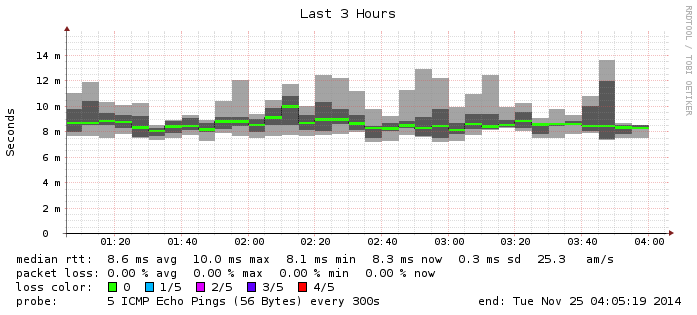 Last 3 Hours
RRDTOOL / TOBI OETIKER
Seconds
14 m
12 m
10 m
8 m
6 m
4 m
2 m
0
01:20 01:40 02:00 02:20 02:40 03:00 03:20 03:40 04:00
median rtt: 8.6 ms avg 10.0 ms max 8.1 ms min 8.3 ms now 0.3 ms sd 25.3 am/s
packet loss: 0.00 % avg 0.00 % max 0.00 % min 0.00 % now
loss color: 0 1/5 2/5 3/5 4/5
probe: 5 ICMP Echo Pings (56 Bytes) every 300s end: Tue Nov 25 04:05:19 2014